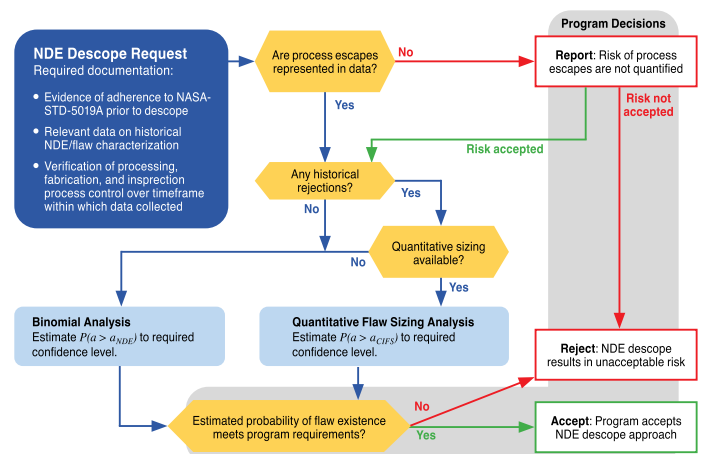 Program Decisions
NDE Descope Request
Required documentation:
• Evidence of adherence to NASA-
STD-5019A prior to descope
• Relevant data on historical
NDE/flaw characterization
• Verification of processing,
fabrication, and insprection
process control over timeframe
within which data collected
Are process escapes
represented in data?
No
Report: Risk of process
escapes are not quantified
Yes
Risk not
accepted
Risk accepted
Any historical
rejections?
Yes
No
Quantitative sizing
available?
No
Yes
Binomial Analysis
Estimate P(a > aNDE) to required
confidence level.
Quantitative Flaw Sizing Analysis
Estimate P(a > aCIFS) to required
confidence level.
Reject: NDE descope
results in unacceptable risk
Estimated probability of flaw existence
meets program requirements?
No
Yes
Accept: Program accepts
NDE descope approach